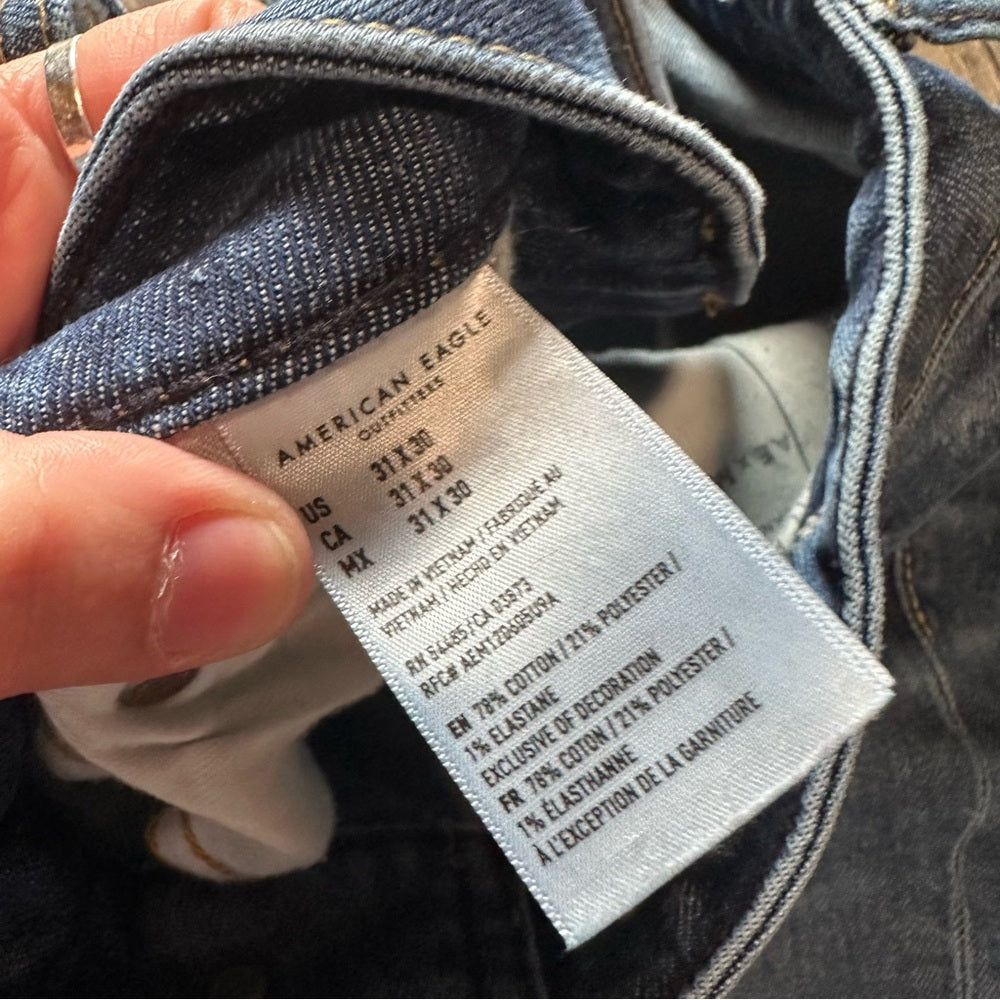 AMERICAN EAGLE
OUTFITTERS
US 31 X 30
CA 31 X 30
MX 31 X 30
MADE IN VIETNAM / FABRIQUÉ AU
VIETNAM / HECHO EN VIETNAM
RN 54485 / CA 03973
EN 78% COTTON / 21% POLYESTER /
1% ELASTANE
EXCLUSIVE OF DECORATION
FR 78% COTON / 21% POLYESTER /
1% ÉLASTHANNE
À L'EXCEPTION DE LA GARNITURE